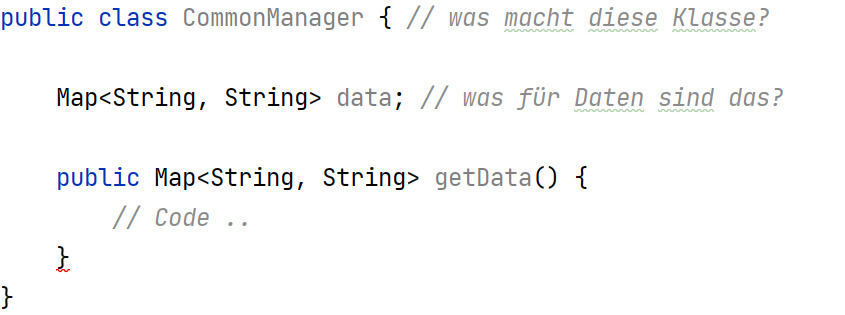 public class CommonManager { // was macht diese Klasse?
Map<String, String> data; // was für Daten sind das?
public Map<String, String> getData() {
// Code ..
}
}